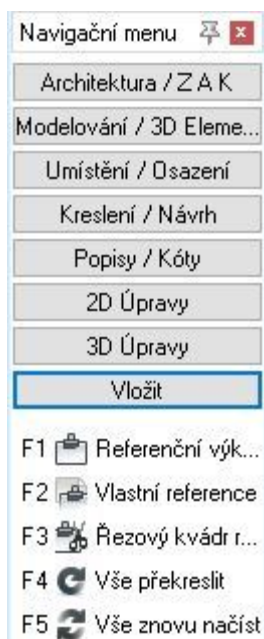 Navigační menu
Architektura / Z A K
Modelování / 3D Eleme...
Umístění / Osazení
Kreslení / Návrh
Popisy / Kóty
2D Úpravy
3D Úpravy
Vložit
F1 Referenční výk...
F2 Vlastní reference
F3 Řezový kvádr r...
F4 Vše překreslit
F5 Vše znovu načíst